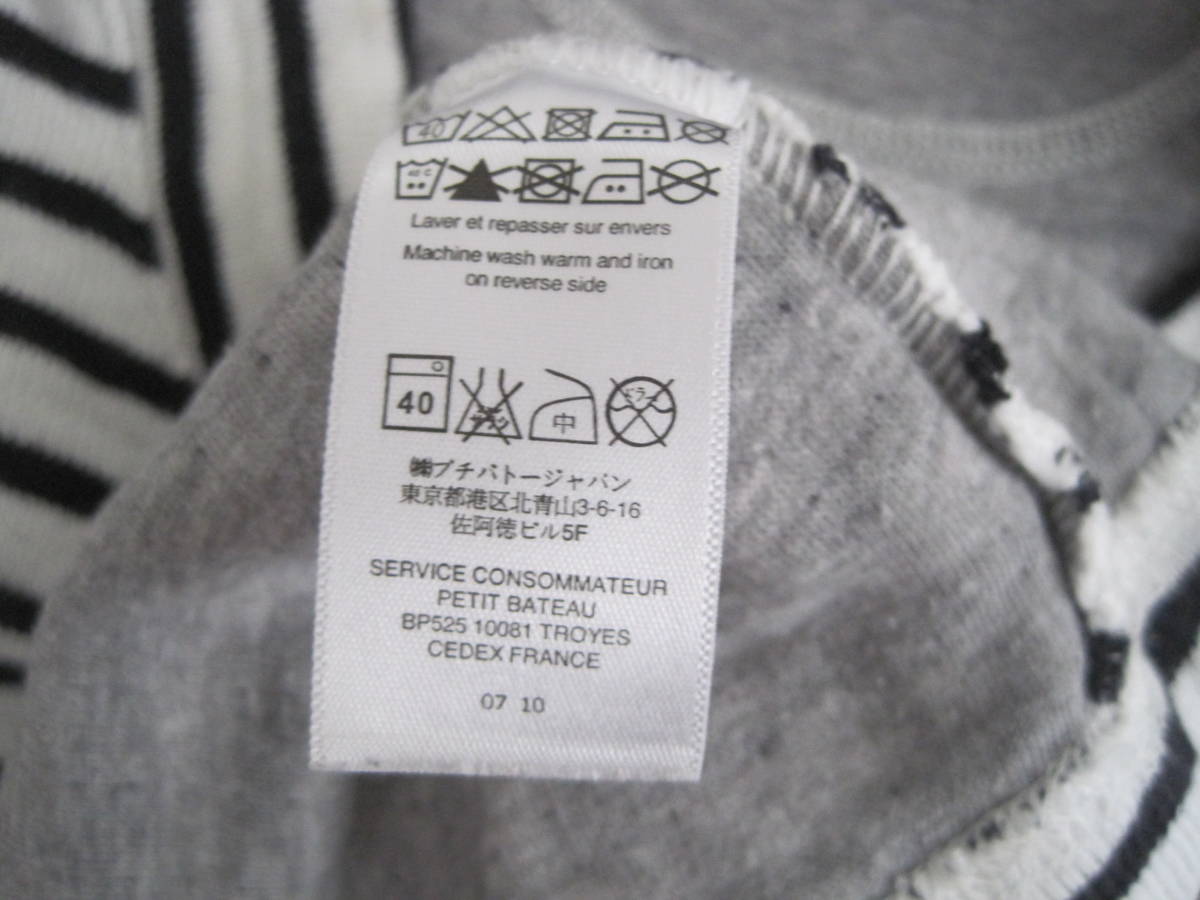 40
40 C
Laver et repasser sur envers
Machine wash warm and iron
on reverse side
40 中
㈱プチバトージャパン
東京都港区北青山3-6-16
佐阿徳ビル5F
SERVICE CONSOMMATEUR
PETIT BATEAU
BP525 10081 TROYES
CEDEX FRANCE
07 10